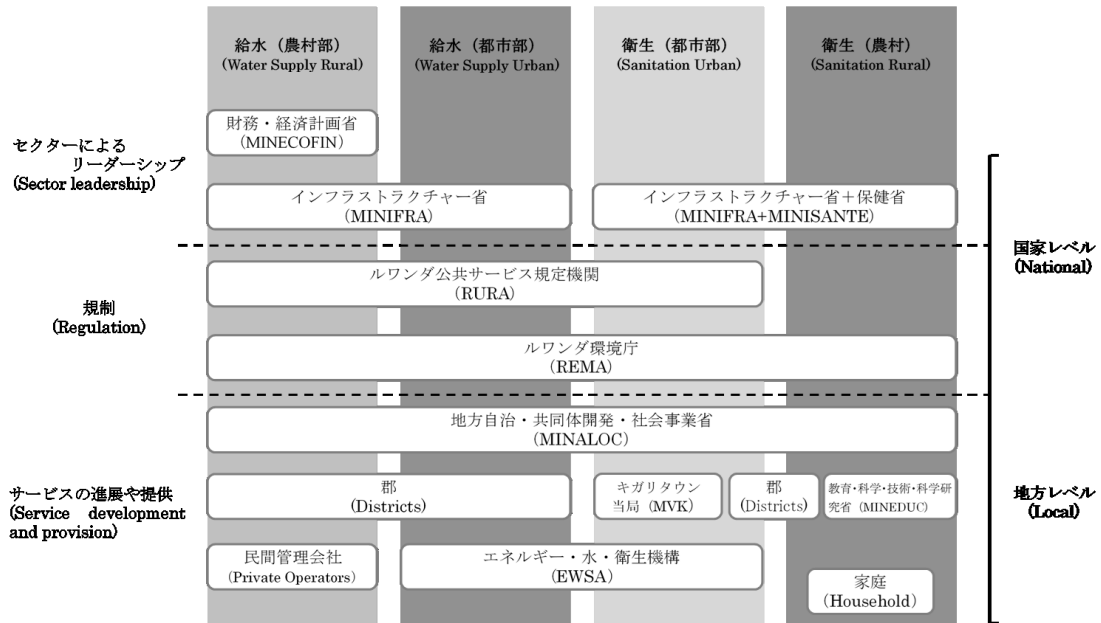 給水（農村部）
(Water Supply Rural)
給水（都市部）
(Water Supply Urban)
衛生（都市部）
(Sanitation Urban)
衛生（農村）
(Sanitation Rural)
セクターによる
リーダーシップ
(Sector leadership)
財務・経済計画省
（MINECOFIN）
インフラストラクチャー省
(MINIFRA)
インフラストラクチャー省＋保健省
(MINIFRA+MINISANTE)
国家レベル
(National)
規制
(Regulation)
ルワンダ公共サービス規定機関
(RURA)
ルワンダ環境庁
（REMA）
サービスの進展や提供
(Service development
and provision)
地方自治・共同体開発・社会事業省
（MINALOC）
郡
(Districts)
キガリタウン
当局（MVK）
郡
(Districts)
教育・科学・技術・科学研
究省（MINEDUC）
民間管理会社
(Private Operators)
エネルギー・水・衛生機構
(EWSA)
家庭
(Household)
地方レベル
(Local)